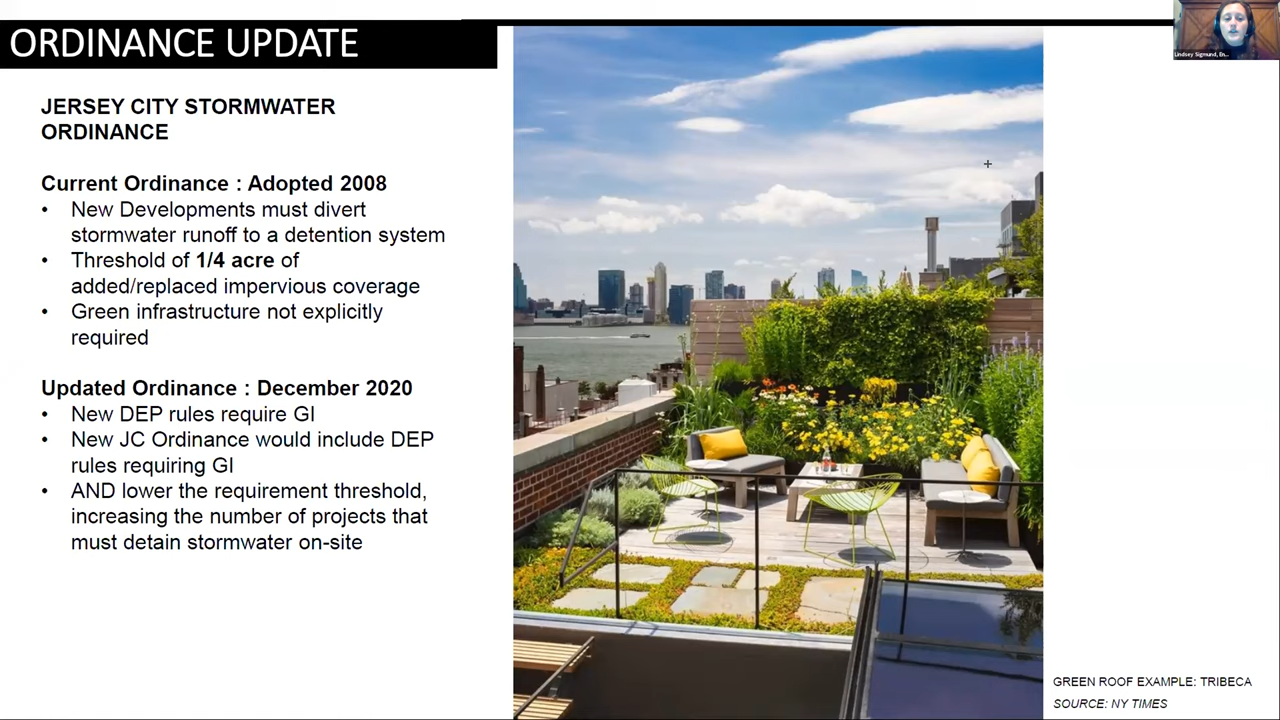 ORDINANCE UPDATE
JERSEY CITY STORMWATER
ORDINANCE
Current Ordinance : Adopted 2008
• New Developments must divert
stormwater runoff to a detention system
• Threshold of 1/4 acre of
added/replaced impervious coverage
• Green infrastructure not explicitly
required
Updated Ordinance : December 2020
• New DEP rules require GI
• New JC Ordinance would include DEP
rules requiring GI
• AND lower the requirement threshold,
increasing the number of projects that
must detain stormwater on-site
Lindsey Sigmund, En...
GREEN ROOF EXAMPLE: TRIBECA
SOURCE: NY TIMES